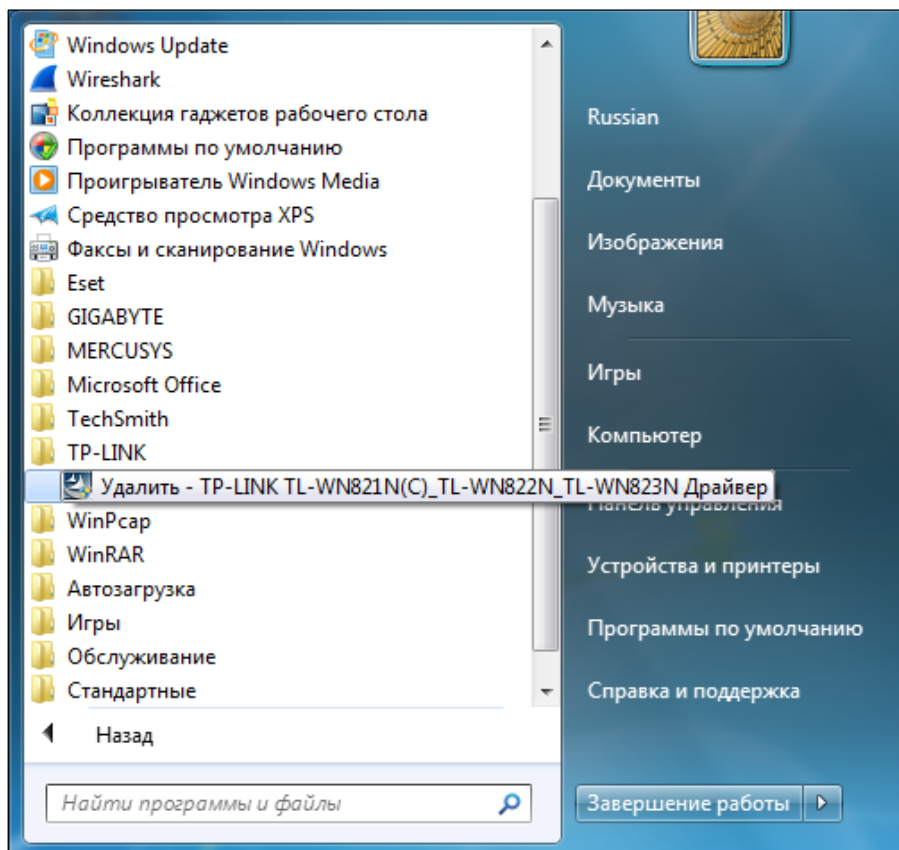 Windows Update
Wireshark
Коллекция гаджетов рабочего стола
Программы по умолчанию
Проигрыватель Windows Media
Средство просмотра XPS
Факсы и сканирование Windows
Eset
GIGABYTE
MERCUSYS
Microsoft Office
TechSmith
TP-LINK
Удалить - TP-LINK TL-WN821N(C)_TL-WN822N_TL-WN823N Драйвер
WinPcap
WinRAR
Автозагрузка
Игры
Обслуживание
Стандартные
Назад
Найти программы и файлы
Russian
Документы
Изображения
Музыка
Игры
Компьютер
Панель управления
Устройства и принтеры
Программы по умолчанию
Справка и поддержка
Завершение работы